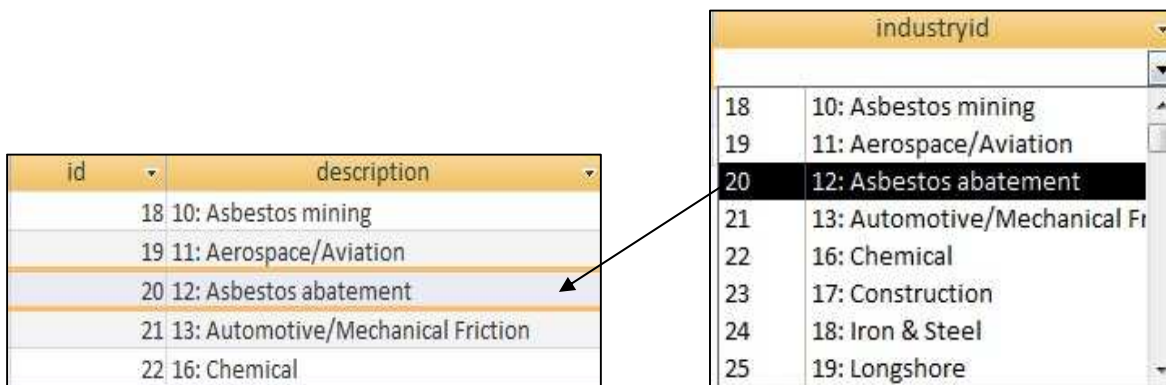 id description
18 10: Asbestos mining
19 11: Aerospace/Aviation
20 12: Asbestos abatement
21 13: Automotive/Mechanical Friction
22 16: Chemical
industryid
18 10: Asbestos mining
19 11: Aerospace/Aviation
20 12: Asbestos abatement
21 13: Automotive/Mechanical Fr
22 16: Chemical
23 17: Construction
24 18: Iron & Steel
25 19: Longshore